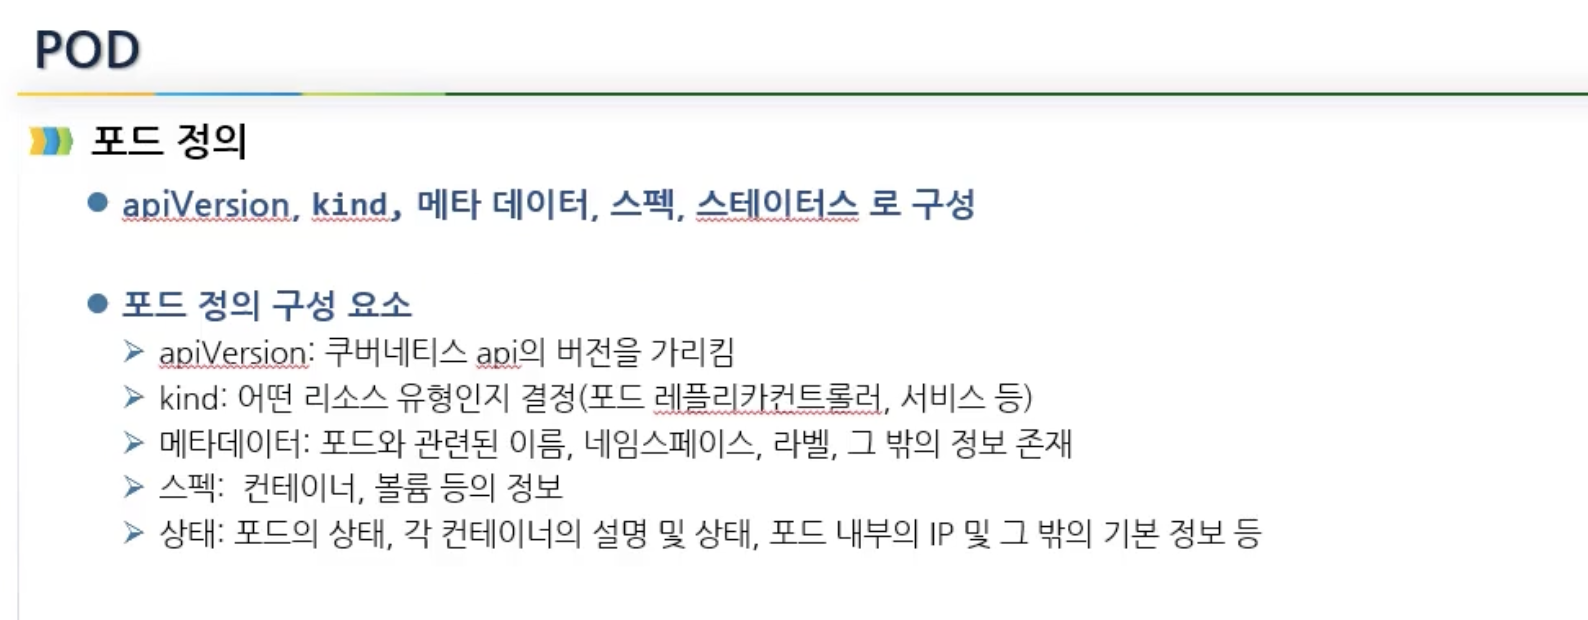 POD
포드 정의
apiVersion, kind, 메타 데이터, 스펙, 스테이터스 로 구성
포드 정의 구성 요소
apiVersion: 쿠버네티스 api의 버전을 가리킴
kind: 어떤 리소스 유형인지 결정(포드 레플리카컨트롤러, 서비스 등)
메타데이터: 포드와 관련된 이름, 네임스페이스, 라벨, 그 밖의 정보 존재
스펙:  컨테이너, 볼륨 등의 정보
상태: 포드의 상태, 각 컨테이너의 설명 및 상태, 포드 내부의 IP 및 그 밖의 기본 정보 등